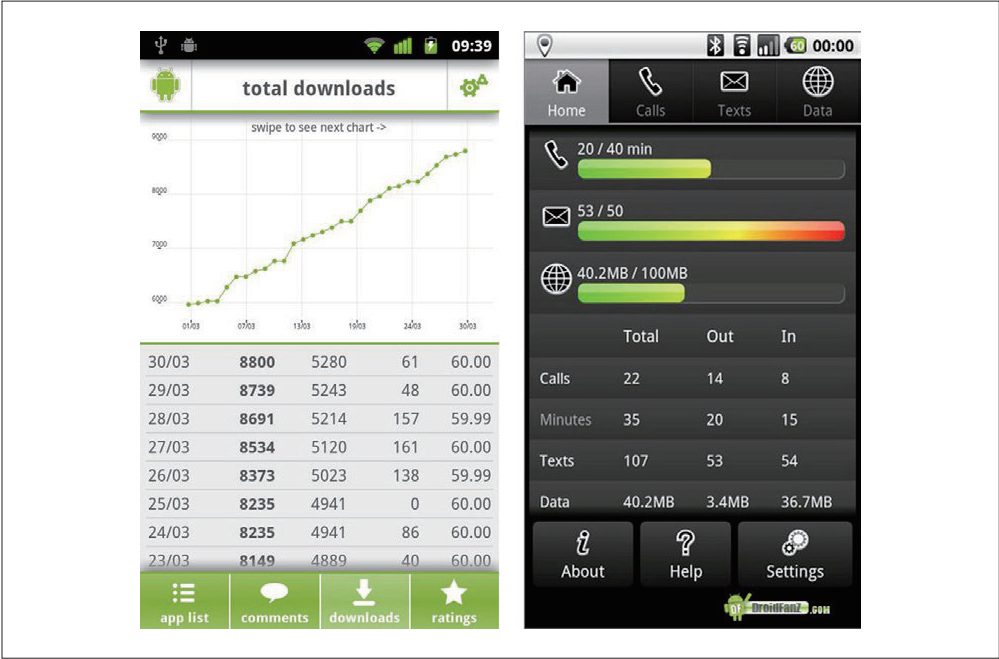 09:39
total downloads
swipe to see next chart ->
9000
8000
7000
6000
01/03 07/03 13/03 19/03 24/03 30/03
30/03 8800 5280 61 60.00
29/03 8739 5243 48 60.00
28/03 8691 5214 157 59.99
27/03 8534 5120 161 60.00
26/03 8373 5023 138 59.99
25/03 8235 4941 0 60.00
24/03 8235 4941 86 60.00
23/03 8149 4889 40 60.00
app list comments downloads ratings
60 00:00
Home Calls Texts Data
20 / 40 min
53 / 50
40.2MB / 100MB
Total Out In
Calls 22 14 8
Minutes 35 20 15
Texts 107 53 54
Data 40.2MB 3.4MB 36.7MB
About Help Settings
DF DroidFanZ.com